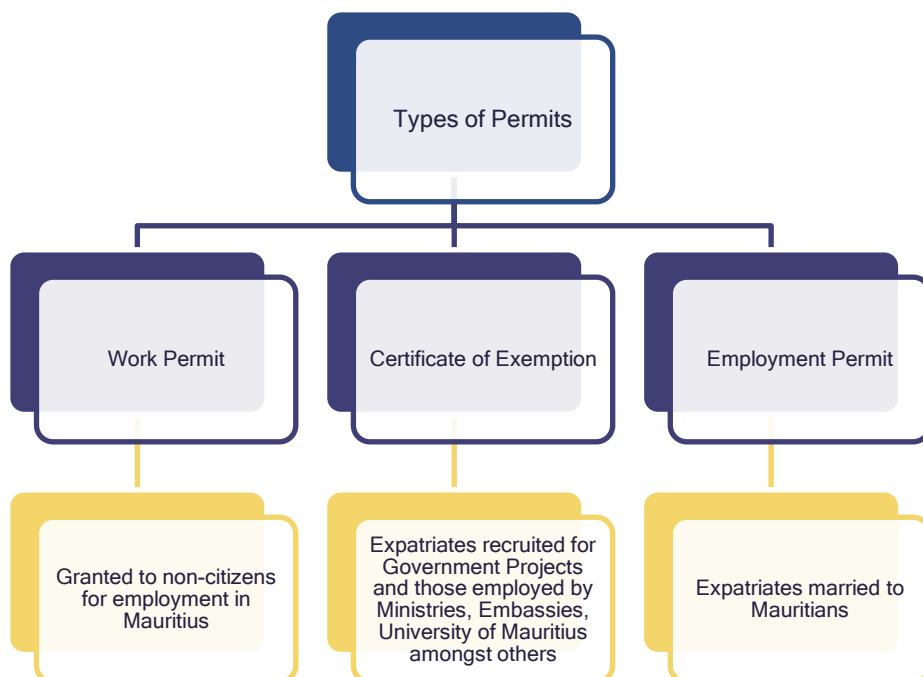 Types of Permits
Work Permit
Certificate of Exemption
Employment Permit
Granted to non-citizens
for employment in
Mauritius
Expatriates recruited for
Government Projects
and those employed by
Ministries, Embassies,
University of Mauritius
amongst others
Expatriates married to
Mauritians